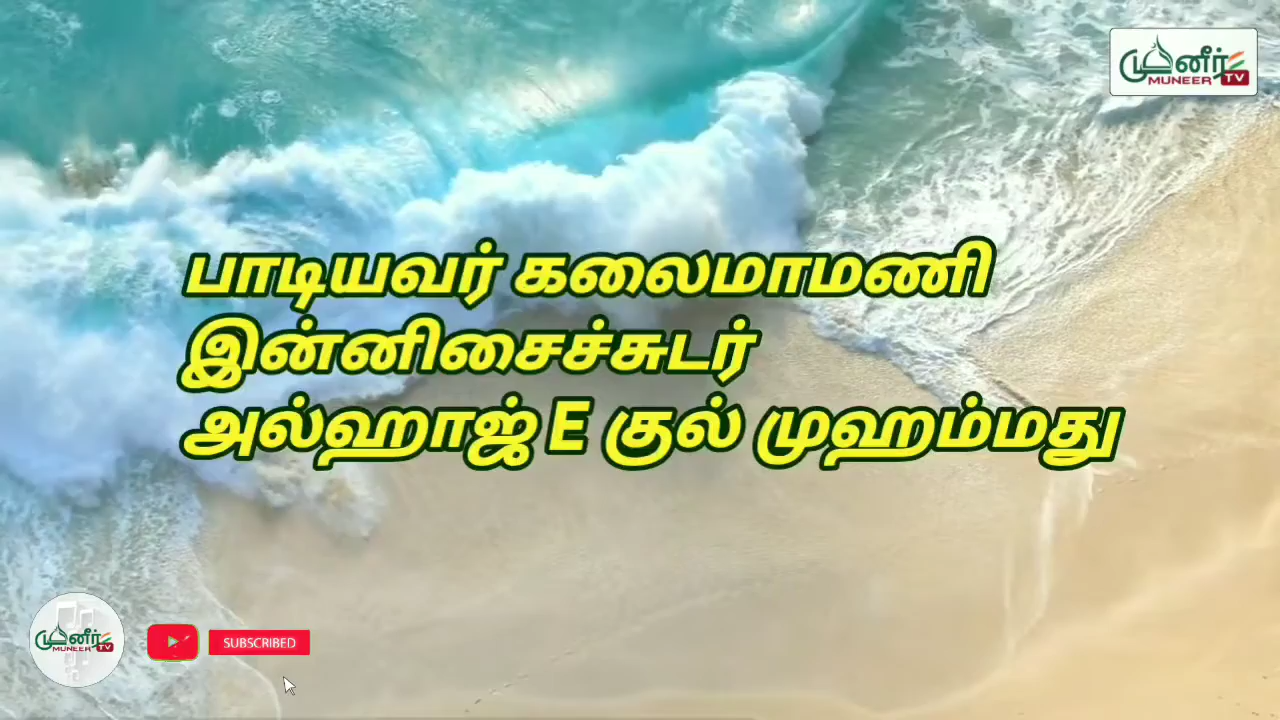 முனீர்
MUNEER TV
பாடியவர் கலைமாமணி
இன்னிசைச்சுடர்
அல்ஹாஜ் E குல் முஹம்மது
முனீர்
MUNEER TV
SUBSCRIBED